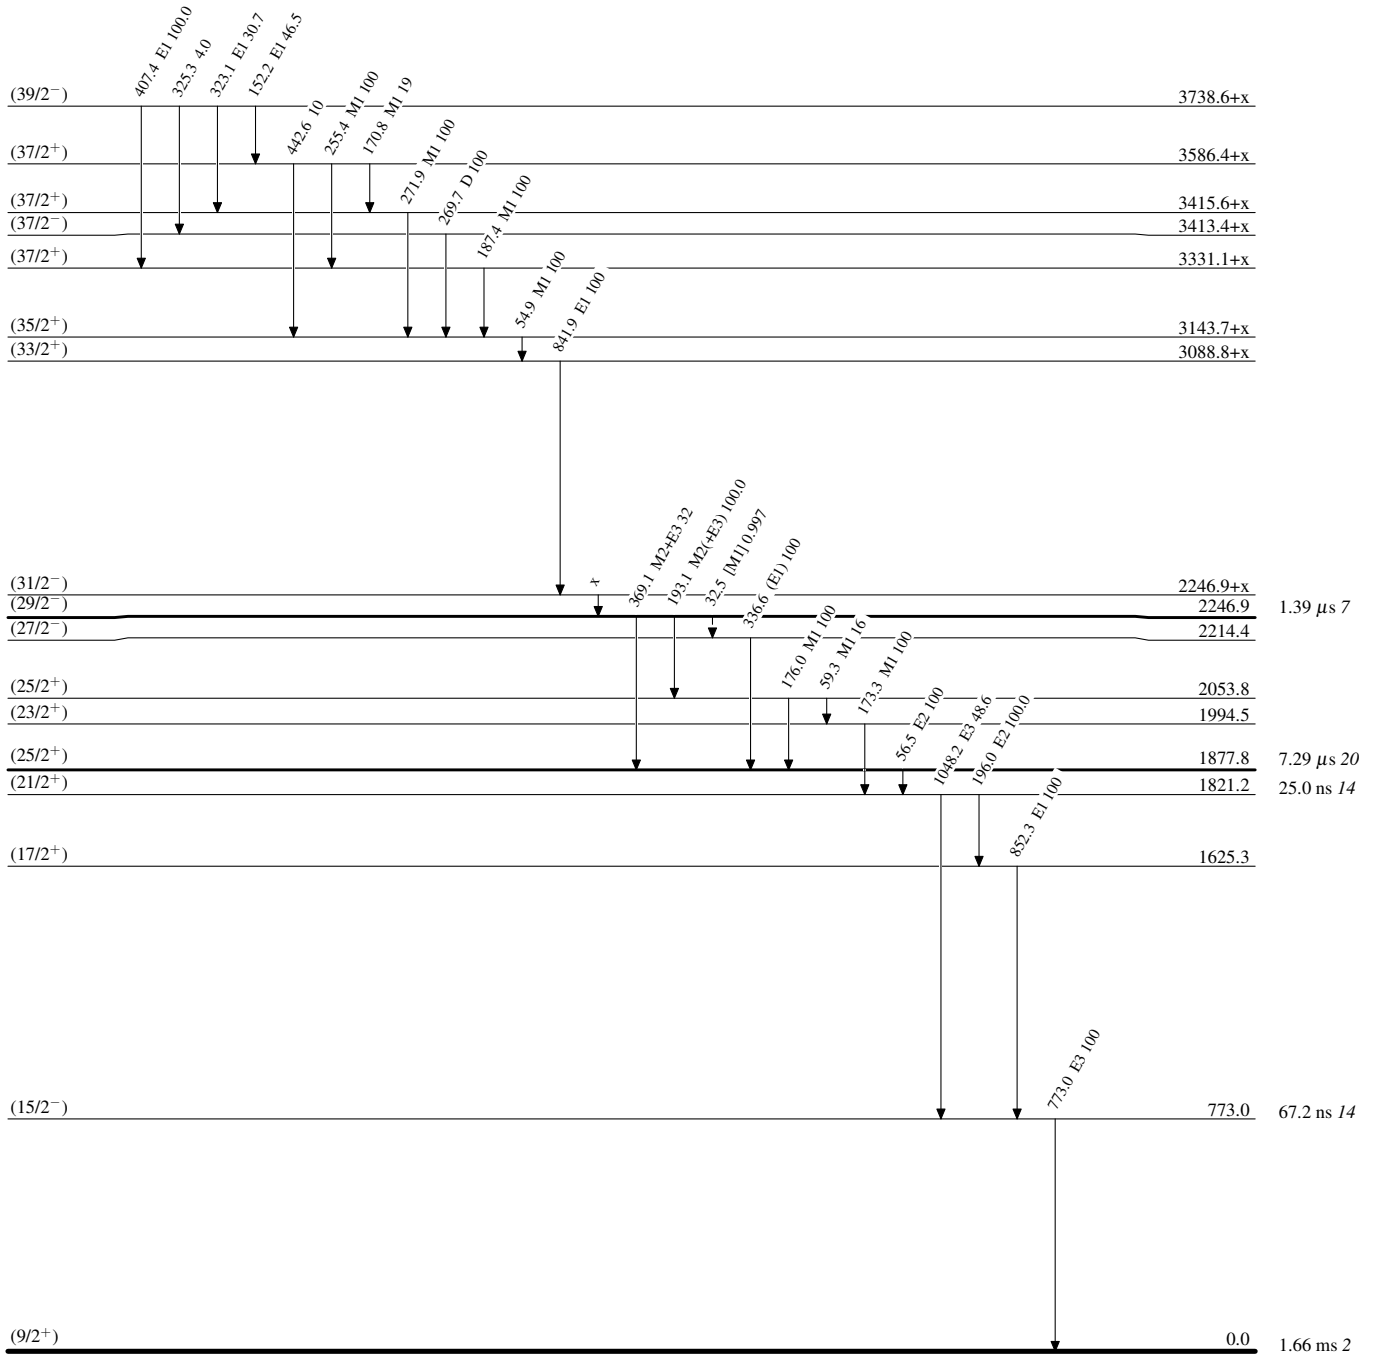 407.4 E1 100.0
325.3 4.0
323.1 E1 30.7
152.2 E1 46.5
(39/2⁻) 3738.6+x
442.6 10
255.4 M1 100
170.8 M1 19
(37/2⁺) 3586.4+x
271.9 M1 100
(37/2⁺) 3415.6+x
269.7 D 100
(37/2⁻) 3413.4+x
187.4 M1 100
(37/2⁺) 3331.1+x
54.9 M1 100
(35/2⁺) 3143.7+x
841.9 E1 100
(33/2⁺) 3088.8+x
x
(31/2⁻) 2246.9+x
369.1 M2+E3 32
193.1 M2(+E3) 100.0
32.5 [M1] 0.997
(29/2⁻) 2246.9 1.39 μs 7
336.6 (E1) 100
(27/2⁻) 2214.4
176.0 M1 100
59.3 M1 16
(25/2⁺) 2053.8
173.3 M1 100
(23/2⁺) 1994.5
56.5 E2 100
(25/2⁺) 1877.8 7.29 μs 20
1048.2 E3 48.6
196.0 E2 100.0
(21/2⁺) 1821.2 25.0 ns 14
852.3 E1 100
(17/2⁺) 1625.3
773.0 E3 100
(15/2⁻) 773.0 67.2 ns 14
(9/2⁺) 0.0 1.66 ms 2